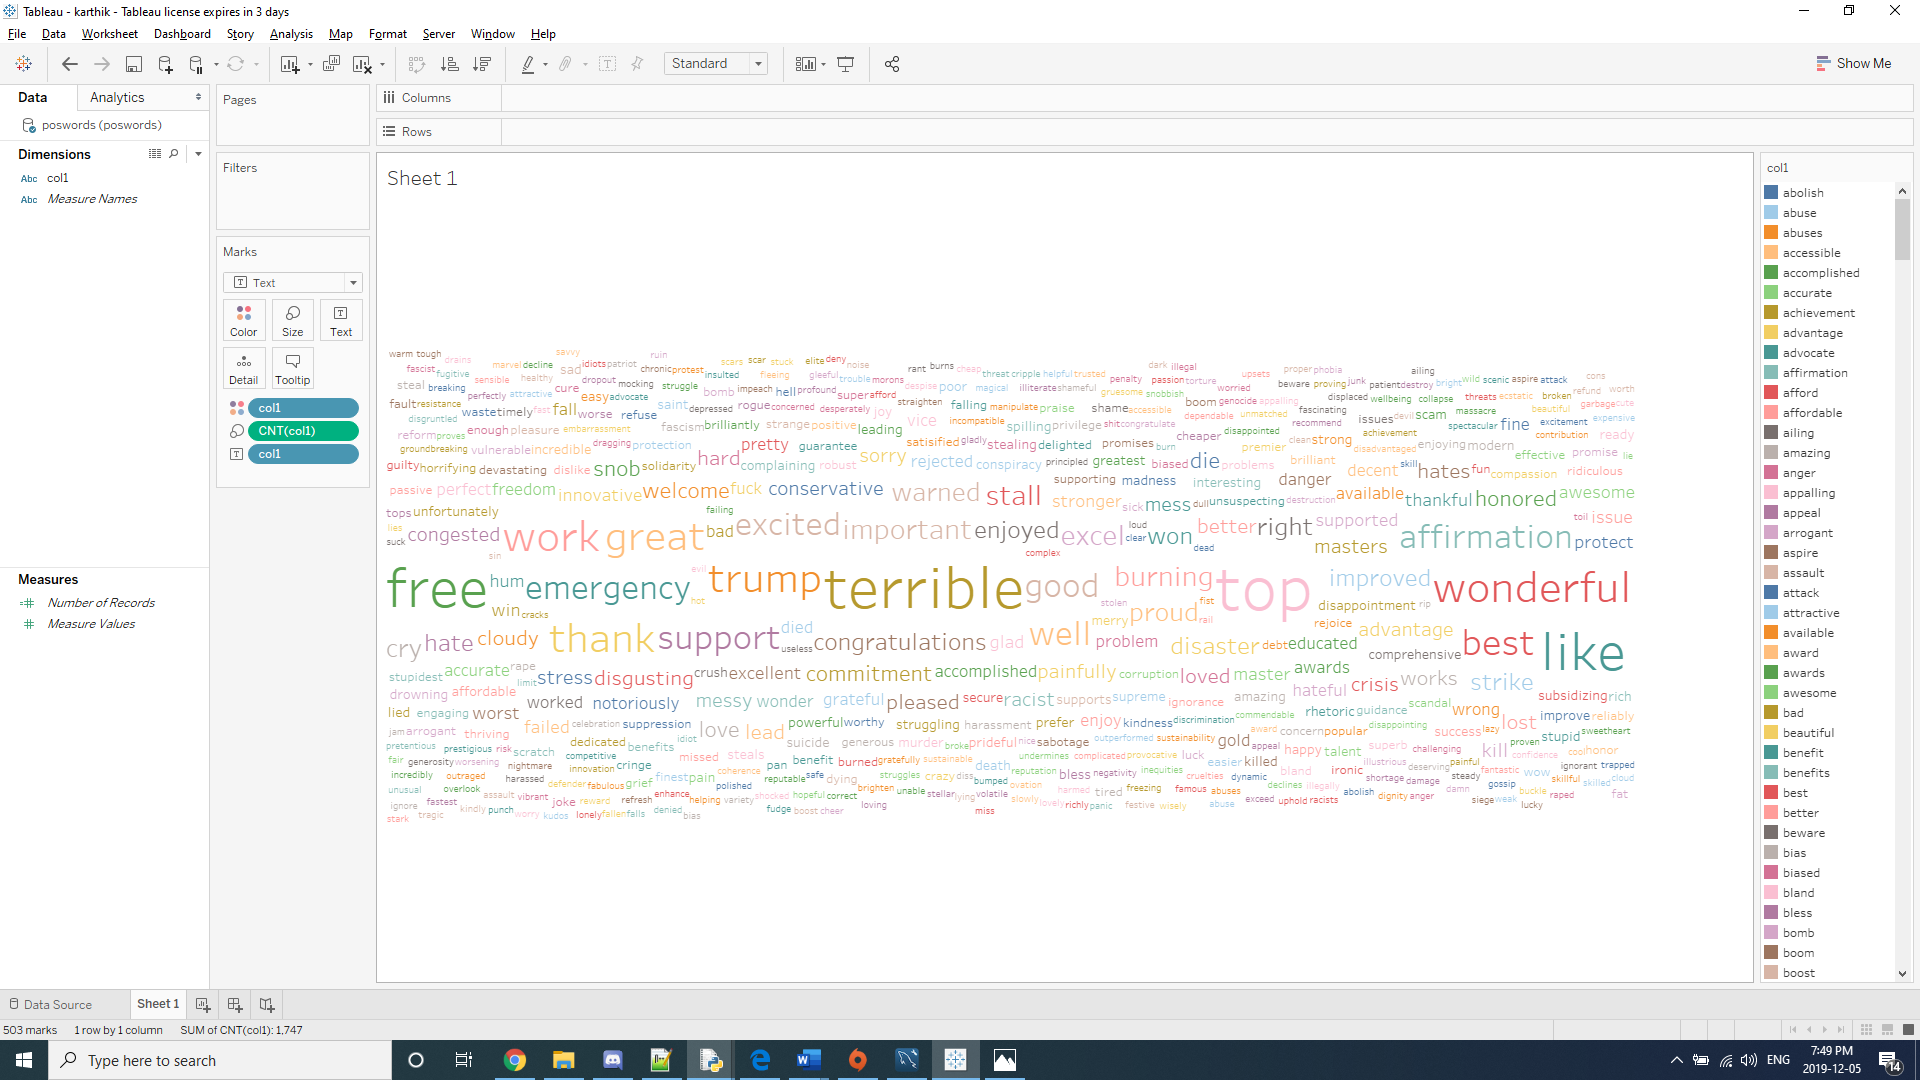 Tableau - karthik - Tableau license expires in 3 days
File Data Worksheet Dashboard Story Analysis Map Format Server Window Help
Standard
Show Me
Data Analytics
Pages
Columns
poswords (poswords)
Rows
Dimensions
Filters
Sheet 1
col1
Abc col1
Abc Measure Names
Marks
Text
Color Size Text
Detail Tooltip
col1
CNT(col1)
col1
Measures
Number of Records
Measure Values
warm tough drains savvy ruin scars scar stuck elite deny noise rant burns cheap dark illegal upsets proper phobia ailing cons
fascist fugitive marvel decline idiots patriot chronic protest insulted fleeing gleeful trouble morons threat cripple helpful trusted penalty passion torture beware proving junk patient destroy bright wild scenic aspire attack refund worth
steal breaking sensible healthy sad dropout mocking struggle bomb impeach hell profound super afford despise poor magical illiterate shameful gruesome snobbish worried displaced wellbeing collapse threats ecstatic broken garbage cute
fault resistance perfectly attractive cure easy advocate saint depressed rogue concerned desperately joy straighten falling manipulate praise shame accessible boom genocide appalling fascinating issues devil scam massacre beautiful expensive
disgruntled waste timely fast fall worse refuse fascism brilliantly strange positive leading vice incompatible spilling privilege shit congratulate dependable unmatched recommend spectacular fine excitement
reform proves enough pleasure embarrassment dragging protection pretty guarantee satisified gladly stealing delighted promises burn cheaper disappointed premier clean strong achievement disadvantaged enjoying modern contribution ready
groundbreaking vulnerable incredible hard complaining robust sorry rejected conspiracy principled greatest biased die problems brilliant decent skill hates fun effective promise lie
guilty horrifying devastating dislike snob solidarity supporting madness interesting danger compassion ridiculous
passive perfect freedom innovative welcome fuck conservative warned stall stronger sick mess dull unsuspecting destruction available thankful honored awesome
tops unfortunately failing toil issue
lies suck congested work great bad excited important enjoyed excel loud clear won better right supported affirmation protect
sin complex dead masters
free hum emergency evil trump terrible good burning top improved wonderful
win cracks hot stolen proud fist disappointment rip
cry hate cloudy thank support died useless congratulations glad well merry problem rail disaster debt educated rejoice advantage best like
stupidest accurate rape limit stress disgusting crush excellent commitment accomplished painfully corruption loved master awards comprehensive works strike
drowning affordable worked notoriously messy wonder grateful pleased secure racist supports supreme ignorance amazing hateful crisis scandal subsidizing rich
lied engaging worst failed celebration suppression love lead powerful worthy struggling harassment prefer enjoy kindness discrimination commendable rhetoric guidance wrong lost improve reliably
jam arrogant thriving dedicated idiot suicide generous murder broke prideful nice sabotage outperformed sustainability gold award concern popular disappointing success lazy stupid sweetheart
pretentious prestigious risk scratch competitive benefits missed steals benefit burned gratefully sustainable undermines complicated provocative luck appeal happy talent superb challenging kill proven cool honor
fair generosity worsening nightmare innovation cringe coherence pan reputable safe dying struggles crazy diss death reputation bless negativity inequities easier killed bland ironic illustrious deserving painful confidence ignorant trapped
incredibly outraged harassed defender fabulous grief finest pain polished brighten unable bumped ovation harmed tired freezing cruelties dynamic declines illegally shortage damage steady fantastic wow skillful skilled cloud
unusual overlook assault vibrant joke reward refresh enhance helping variety shocked hopeful correct stellar lying volatile slowly lovely richly panic famous abuses exceed abolish dignity anger damn gossip buckle raped fat
ignore fastest kindly punch worry kudos lonely fallen falls denied bias fudge boost cheer loving miss festive wisely abuse uphold racists siege weak lucky
stark tragic
col1
abolish
abuse
abuses
accessible
accomplished
accurate
achievement
advantage
advocate
affirmation
afford
affordable
ailing
amazing
anger
appalling
appeal
arrogant
aspire
assault
attack
attractive
available
award
awards
awesome
bad
beautiful
benefit
benefits
best
better
beware
bias
biased
bland
bless
bomb
boom
boost
Data Source Sheet 1
503 marks 1 row by 1 column SUM of CNT(col1): 1,747
Type here to search
ENG
7:49 PM
2019-12-05
14